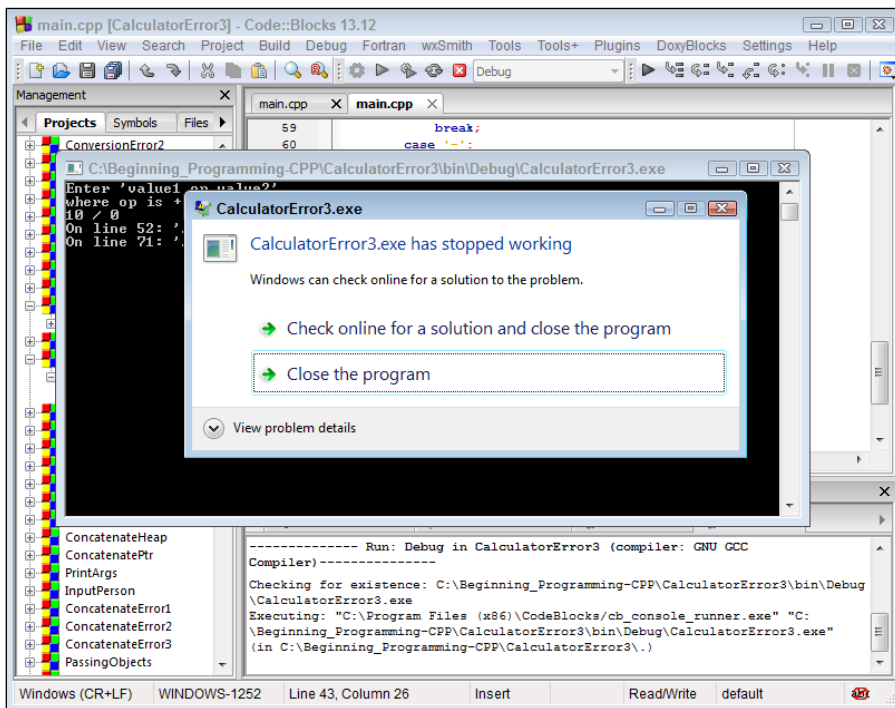 main.cpp [CalculatorError3] - Code::Blocks 13.12
File Edit View Search Project Build Debug Fortran wxSmith Tools Tools+ Plugins DoxyBlocks Settings Help
Debug
Management
Projects Symbols Files
main.cpp main.cpp
59 break;
60 case '-':
ConversionError2
C:\Beginning_Programming-CPP\CalculatorError3\bin\Debug\CalculatorError3.exe
Enter 'value1 op value2'
where op is +
10 / 0
On line 52: '
On line 71: '
CalculatorError3.exe
CalculatorError3.exe has stopped working
Windows can check online for a solution to the problem.
Check online for a solution and close the program
Close the program
View problem details
ConcatenateHeap
ConcatenatePtr
PrintArgs
InputPerson
ConcatenateError1
ConcatenateError2
ConcatenateError3
PassingObjects
-------------- Run: Debug in CalculatorError3 (compiler: GNU GCC
Compiler)---------------
Checking for existence: C:\Beginning_Programming-CPP\CalculatorError3\bin\Debug
\CalculatorError3.exe
Executing: "C:\Program Files (x86)\CodeBlocks/cb_console_runner.exe" "C:
\Beginning_Programming-CPP\CalculatorError3\bin\Debug\CalculatorError3.exe"
(in C:\Beginning_Programming-CPP\CalculatorError3\.)
Windows (CR+LF) WINDOWS-1252 Line 43, Column 26 Insert Read/Write default